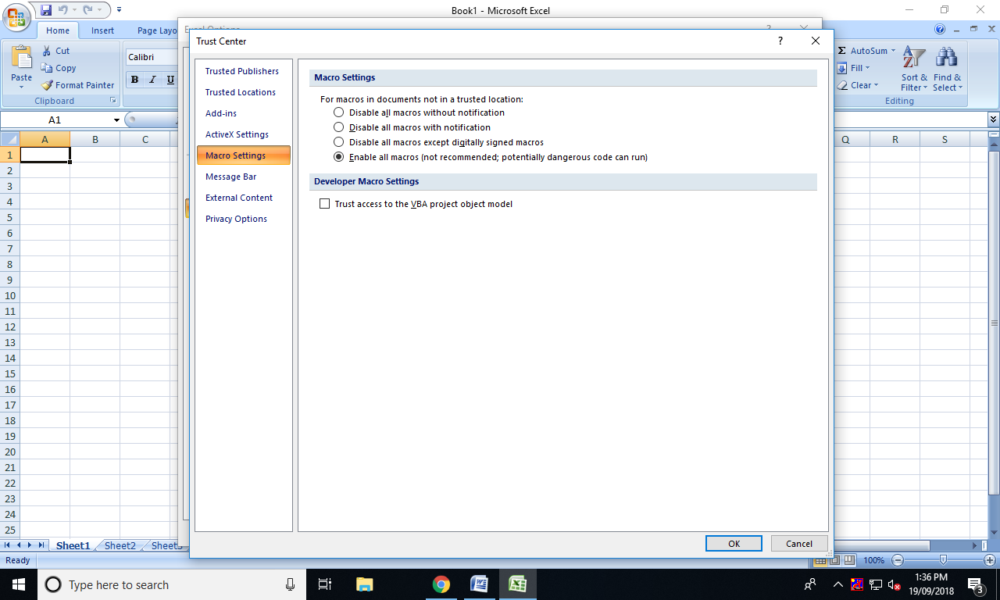 Book1 - Microsoft Excel
Home Insert Page Layo
Paste
Cut
Copy
Format Painter
Clipboard
Calibri
B I U
AutoSum
Fill
Clear
Sort & Filter
Find & Select
Editing
A1
A B C Q R S
1
2
3
4
5
6
7
8
9
10
11
12
13
14
15
16
17
18
19
20
21
22
23
24
25
Excel Options
Trust Center
Trusted Publishers
Trusted Locations
Add-ins
ActiveX Settings
Macro Settings
Message Bar
External Content
Privacy Options
Macro Settings
For macros in documents not in a trusted location:
Disable all macros without notification
Disable all macros with notification
Disable all macros except digitally signed macros
Enable all macros (not recommended; potentially dangerous code can run)
Developer Macro Settings
Trust access to the VBA project object model
OK Cancel
Sheet1 Sheet2 Sheet3
Ready
100%
Type here to search
1:36 PM
19/09/2018
3